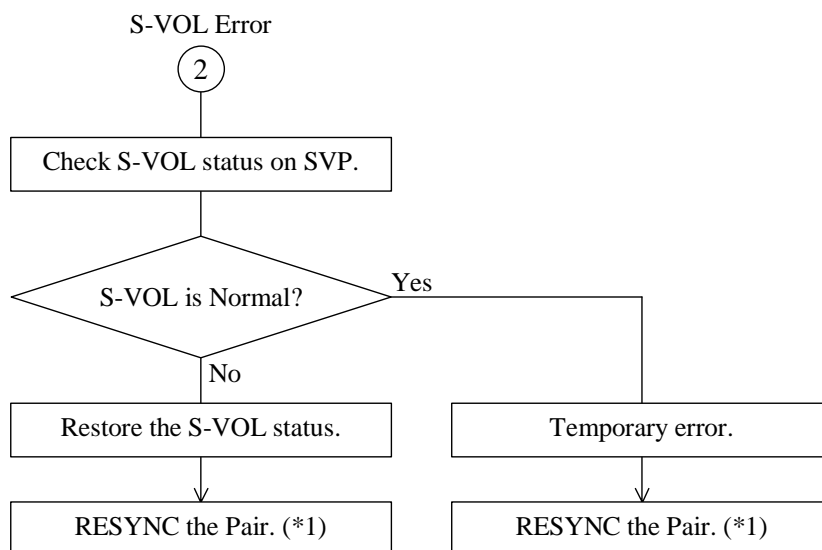 S-VOL Error
2
Check S-VOL status on SVP.
S-VOL is Normal?
Yes
No
Restore the S-VOL status.
Temporary error.
RESYNC the Pair. (*1)
RESYNC the Pair. (*1)